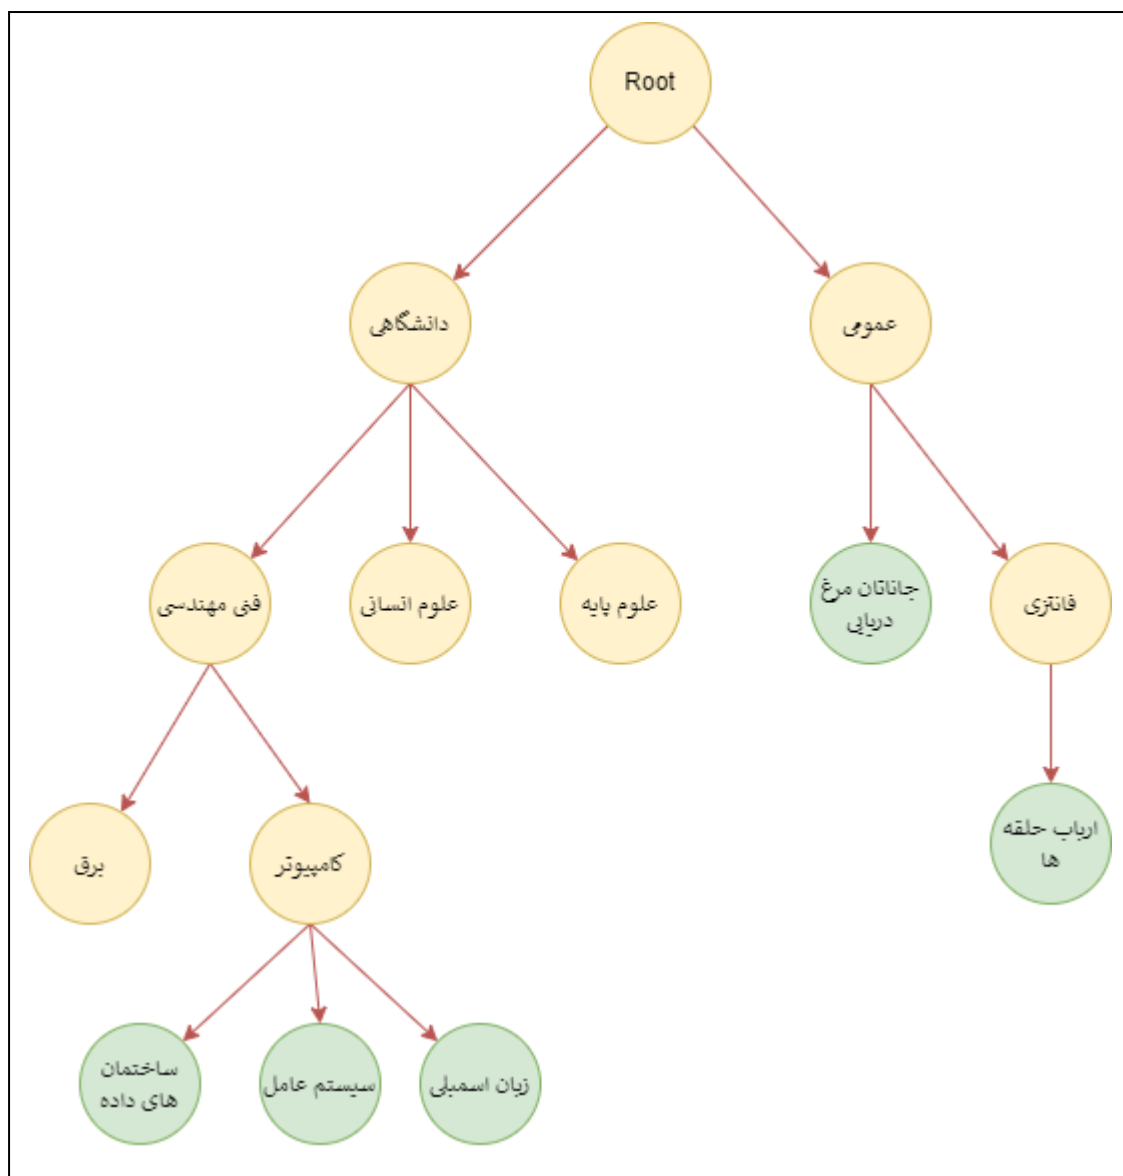 Root
دانشگاهی
عمومی
فنی مهندسی
علوم انسانی
علوم پایه
جاناتان مرغ
دریایی
فانتزی
برق
کامپیوتر
ارباب حلقه
ها
ساختمان
های داده
سیستم عامل
زبان اسمبلی